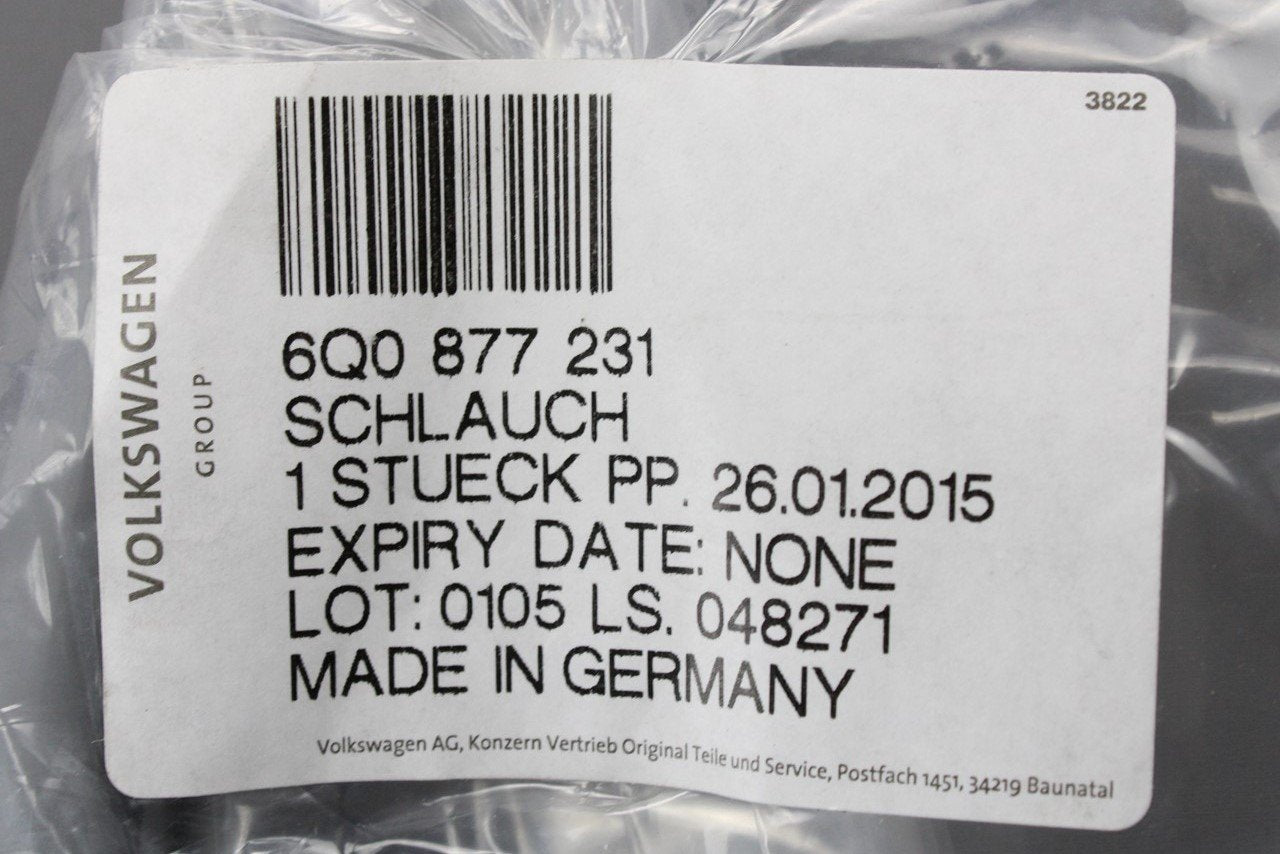 3822
VOLKSWAGEN
GROUP
6Q0 877 231
SCHLAUCH
1 STUECK PP. 26.01.2015
EXPIRY DATE: NONE
LOT: 0105 LS. 048271
MADE IN GERMANY
Volkswagen AG, Konzern Vertrieb Original Teile und Service, Postfach 1451, 34219 Baunatal